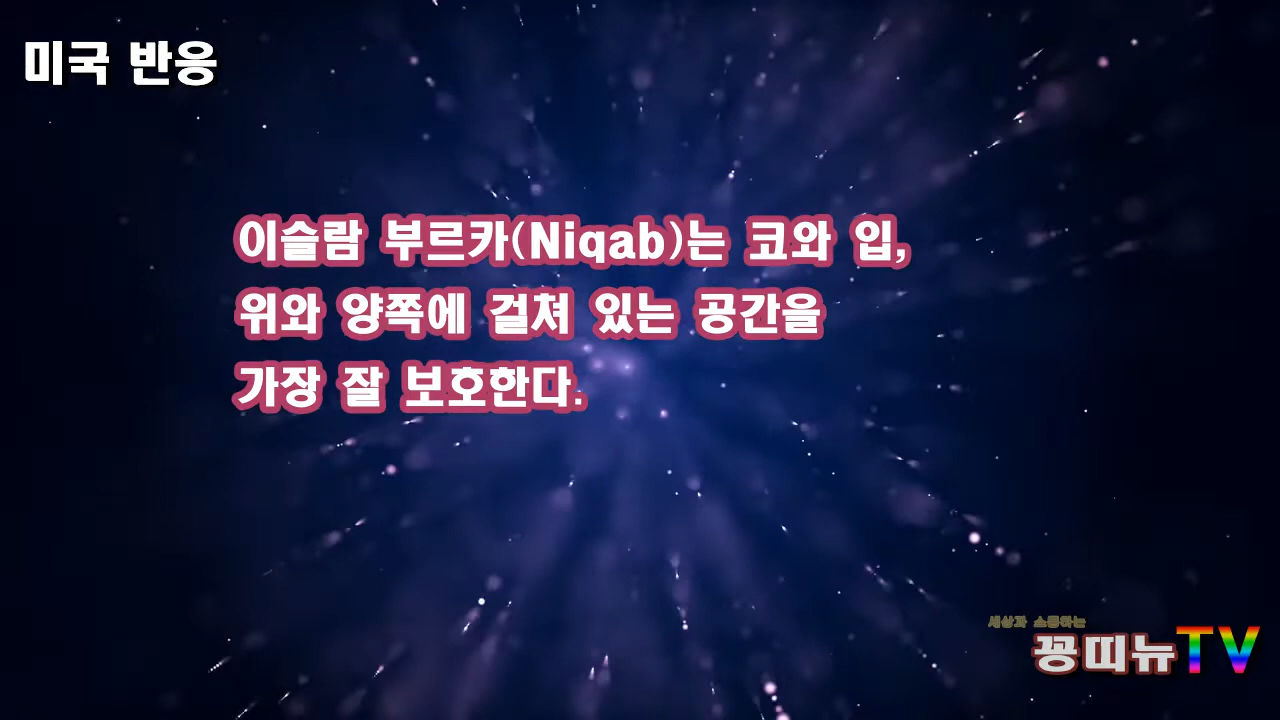 미국 반응
이슬람 부르카(Niqab)는 코와 입,
위와 양쪽에 걸쳐 있는 공간을
가장 잘 보호한다.
세상과 소통하는
꽁띠뉴TV